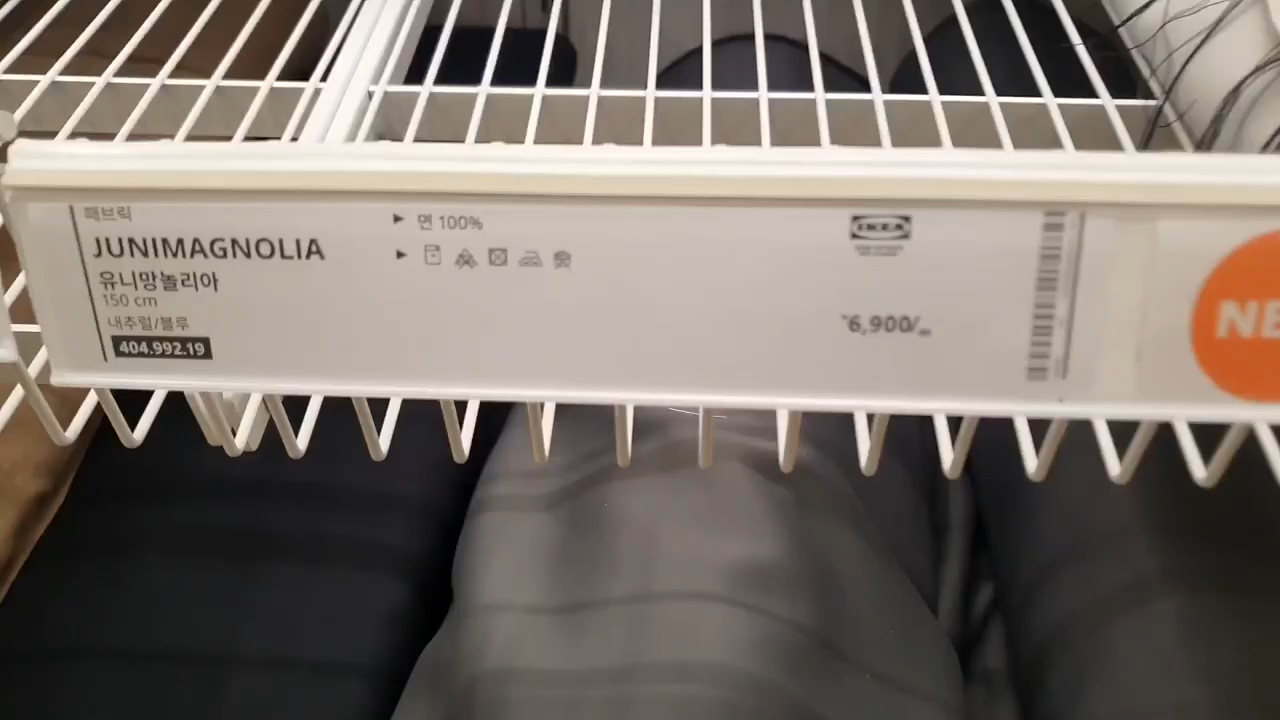 패브릭
JUNIMAGNOLIA
유니망놀리아
150 cm
내추럴/블루
404.992.19
▶ 면 100%
▶
IKEA
₩6,900/
NE